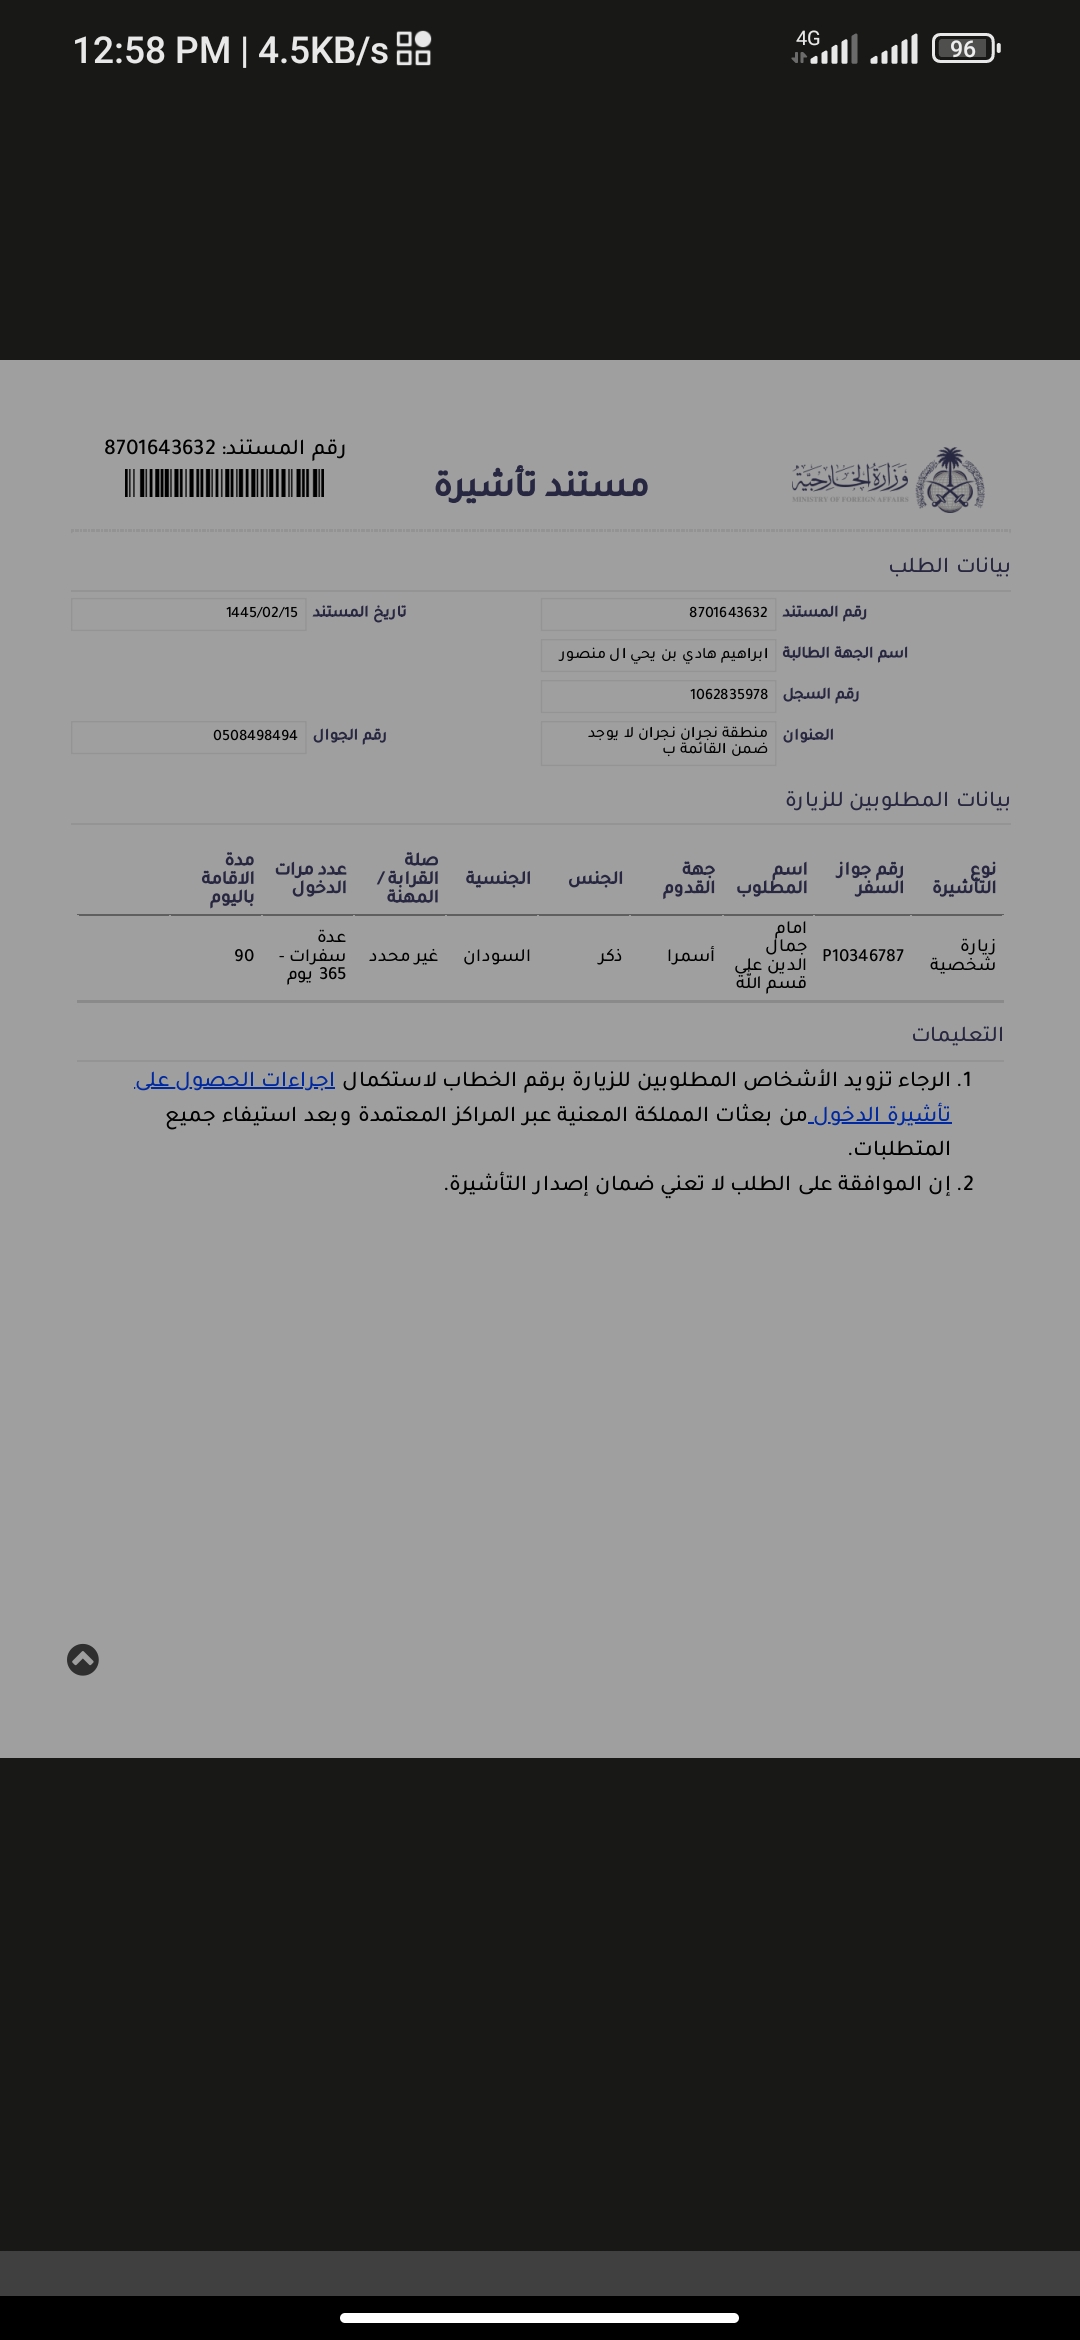 12:58 PM | 4.5KB/s
4G
96
رقم المستند: 8701643632
مستند تأشيرة
وزارة الخارجية
MINISTRY OF FOREIGN AFFAIRS
بيانات الطلب
رقم المستند 8701643632 تاريخ المستند 1445/02/15
اسم الجهة الطالبة ابراهيم هادي بن يحي ال منصور
رقم السجل 1062835978
العنوان منطقة نجران نجران لا يوجد
ضمن القائمة ب
رقم الجوال 0508498494
بيانات المطلوبين للزيارة
نوع التأشيرة رقم جواز السفر اسم المطلوب جهة القدوم الجنس الجنسية صلة القرابة / المهنة عدد مرات الدخول مدة الاقامة باليوم
زيارة شخصية P10346787 امام جمال الدين علي قسم الله أسمرا ذكر السودان غير محدد عدة سفرات - 365 يوم 90
التعليمات
1. الرجاء تزويد الأشخاص المطلوبين للزيارة برقم الخطاب لاستكمال اجراءات الحصول على
تأشيرة الدخول من بعثات المملكة المعنية عبر المراكز المعتمدة وبعد استيفاء جميع
المتطلبات.
2. إن الموافقة على الطلب لا تعني ضمان إصدار التأشيرة.